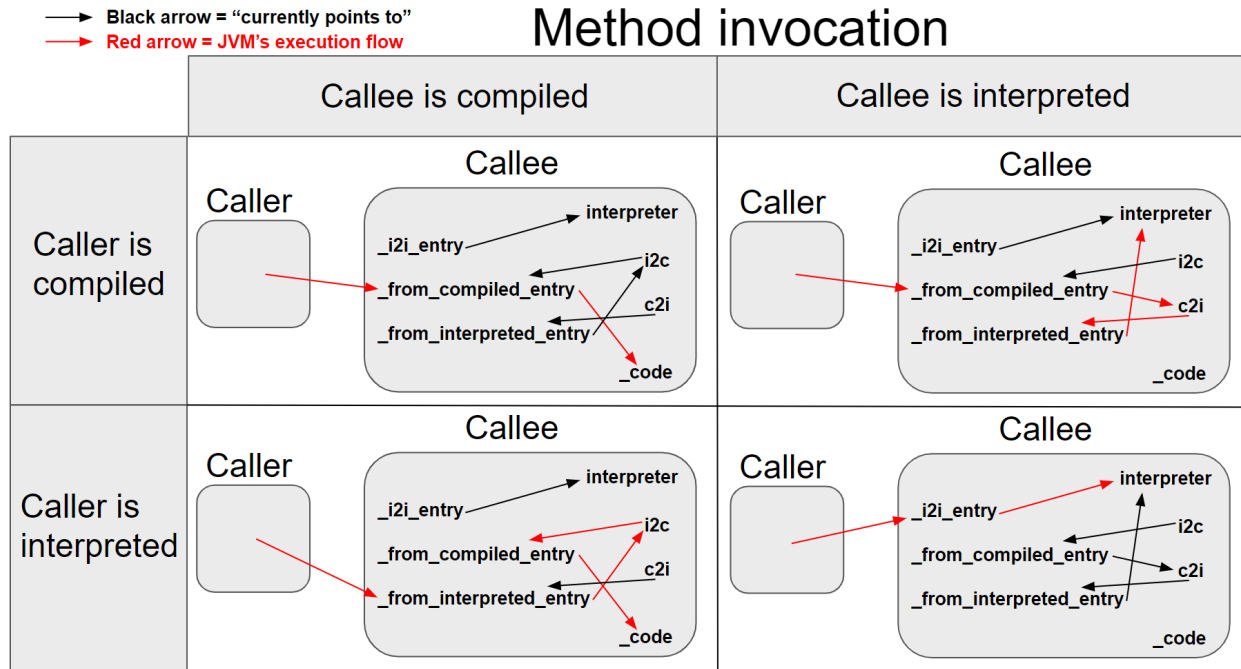 Black arrow = “currently points to”
Red arrow = JVM’s execution flow
Method invocation
Callee is compiled
Callee is interpreted
Caller is
compiled
Caller
Callee
interpreter
_i2i_entry
i2c
_from_compiled_entry
c2i
_from_interpreted_entry
_code
Caller
Callee
interpreter
_i2i_entry
i2c
_from_compiled_entry
c2i
_from_interpreted_entry
_code
Caller is
interpreted
Caller
Callee
interpreter
_i2i_entry
i2c
_from_compiled_entry
c2i
_from_interpreted_entry
_code
Caller
Callee
interpreter
_i2i_entry
i2c
_from_compiled_entry
c2i
_from_interpreted_entry
_code